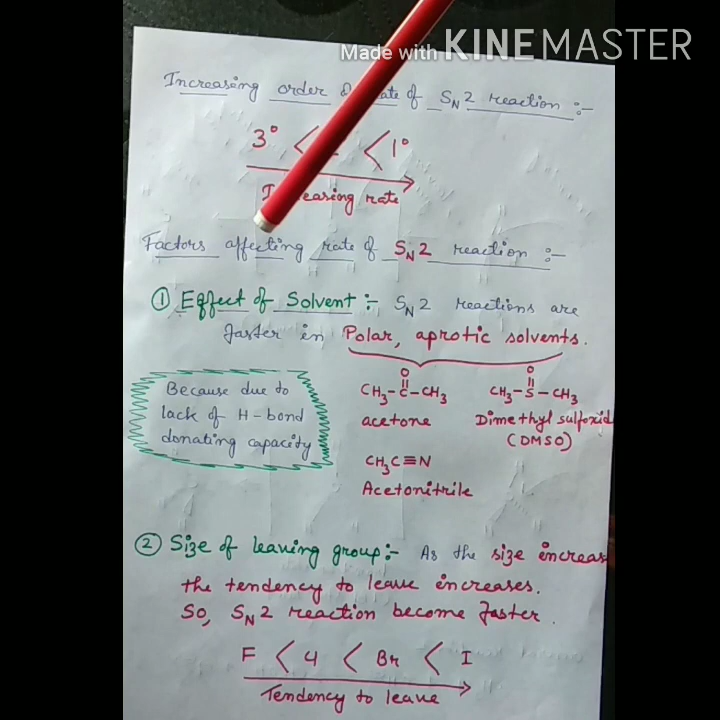 Made with KINEMASTER
Increasing order rate of SN2 reaction :-
3° < < 1°
rate
Factors affecting rate of SN2 reaction :-
① Effect of Solvent :- SN2 reactions are
faster in Polar, aprotic solvents.
Because due to
lack of H-bond
donating capacity
O
CH3-C-CH3
acetone
O
CH3-S-CH3
Dimethyl sulfoxid
(DMSO)
CH3C≡N
Acetonitrile
② Size of leaving group :- As the size increas
the tendency to leave increases.
So, SN2 reaction become faster.
F < Cl < Br < I
Tendency to leave